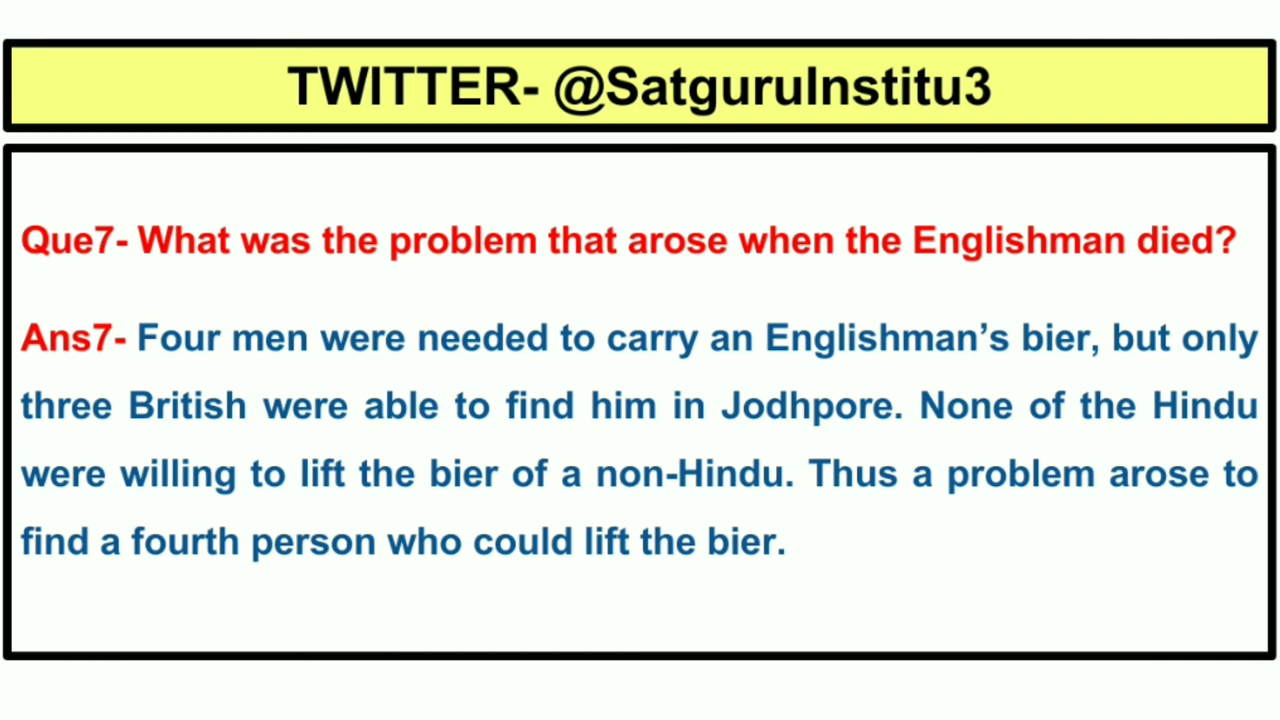 TWITTER- @SatguruInstitu3
Que7- What was the problem that arose when the Englishman died?
Ans7- Four men were needed to carry an Englishman’s bier, but only
three British were able to find him in Jodhpore. None of the Hindu
were willing to lift the bier of a non-Hindu. Thus a problem arose to
find a fourth person who could lift the bier.